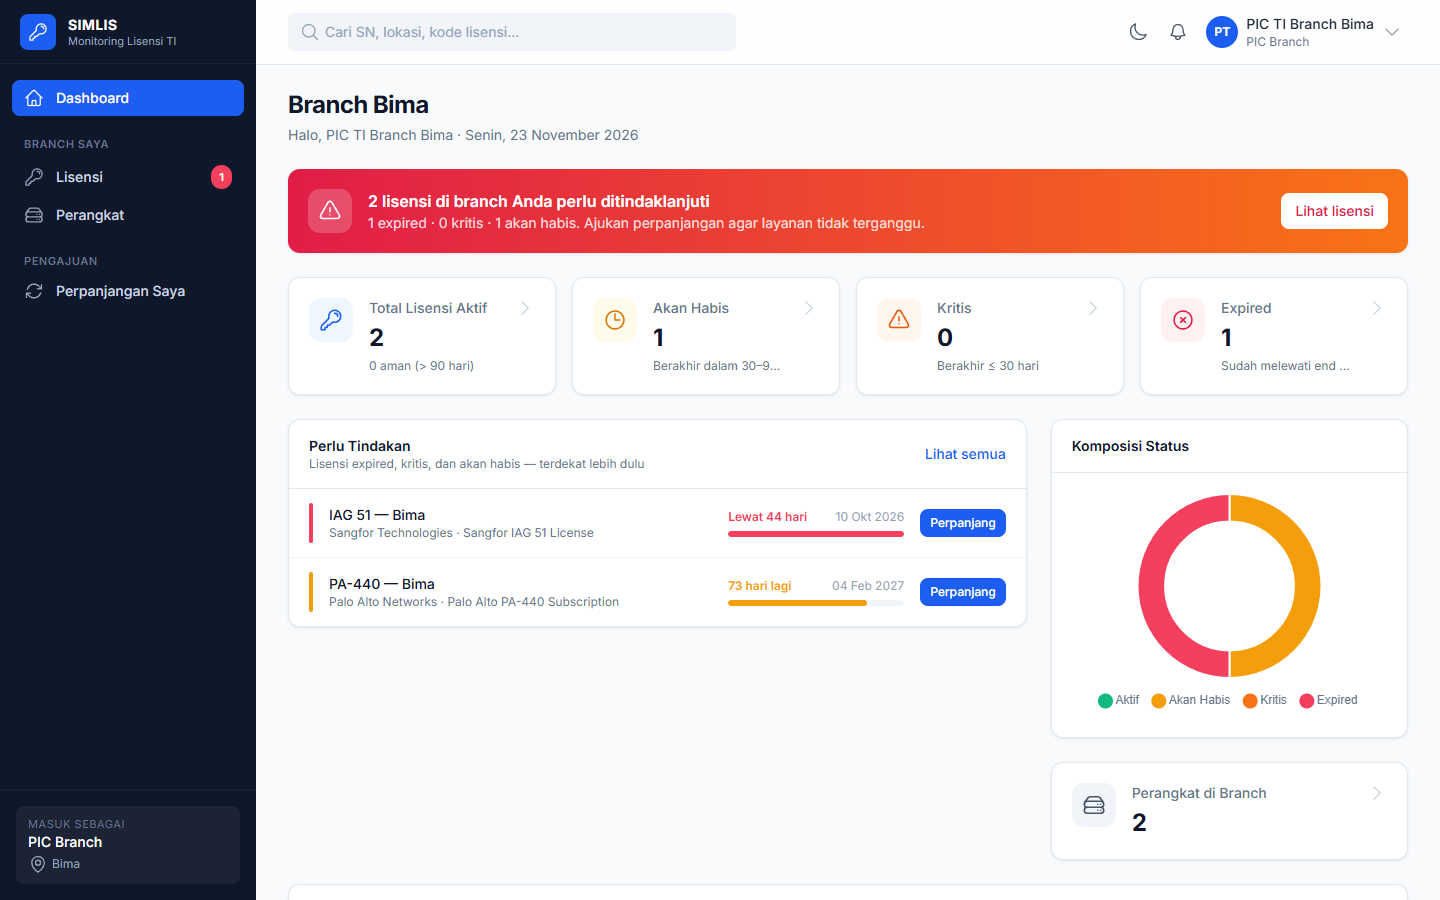 SIMLIS
Monitoring Lisensi TI
Dashboard
BRANCH SAYA
Lisensi
1
Perangkat
PENGAJUAN
Perpanjangan Saya
MASUK SEBAGAI
PIC Branch
Bima
Cari SN, lokasi, kode lisensi...
PT
PIC TI Branch Bima
PIC Branch
Branch Bima
Halo, PIC TI Branch Bima · Senin, 23 November 2026
2 lisensi di branch Anda perlu ditindaklanjuti
1 expired · 0 kritis · 1 akan habis. Ajukan perpanjangan agar layanan tidak terganggu.
Lihat lisensi
Total Lisensi Aktif
2
0 aman (> 90 hari)
Akan Habis
1
Berakhir dalam 30–9...
Kritis
0
Berakhir ≤ 30 hari
Expired
1
Sudah melewati end ...
Perlu Tindakan
Lisensi expired, kritis, dan akan habis — terdekat lebih dulu
Lihat semua
IAG 51 — Bima
Sangfor Technologies · Sangfor IAG 51 License
Lewat 44 hari
10 Okt 2026
Perpanjang
PA-440 — Bima
Palo Alto Networks · Palo Alto PA-440 Subscription
73 hari lagi
04 Feb 2027
Perpanjang
Komposisi Status
Aktif
Akan Habis
Kritis
Expired
Perangkat di Branch
2